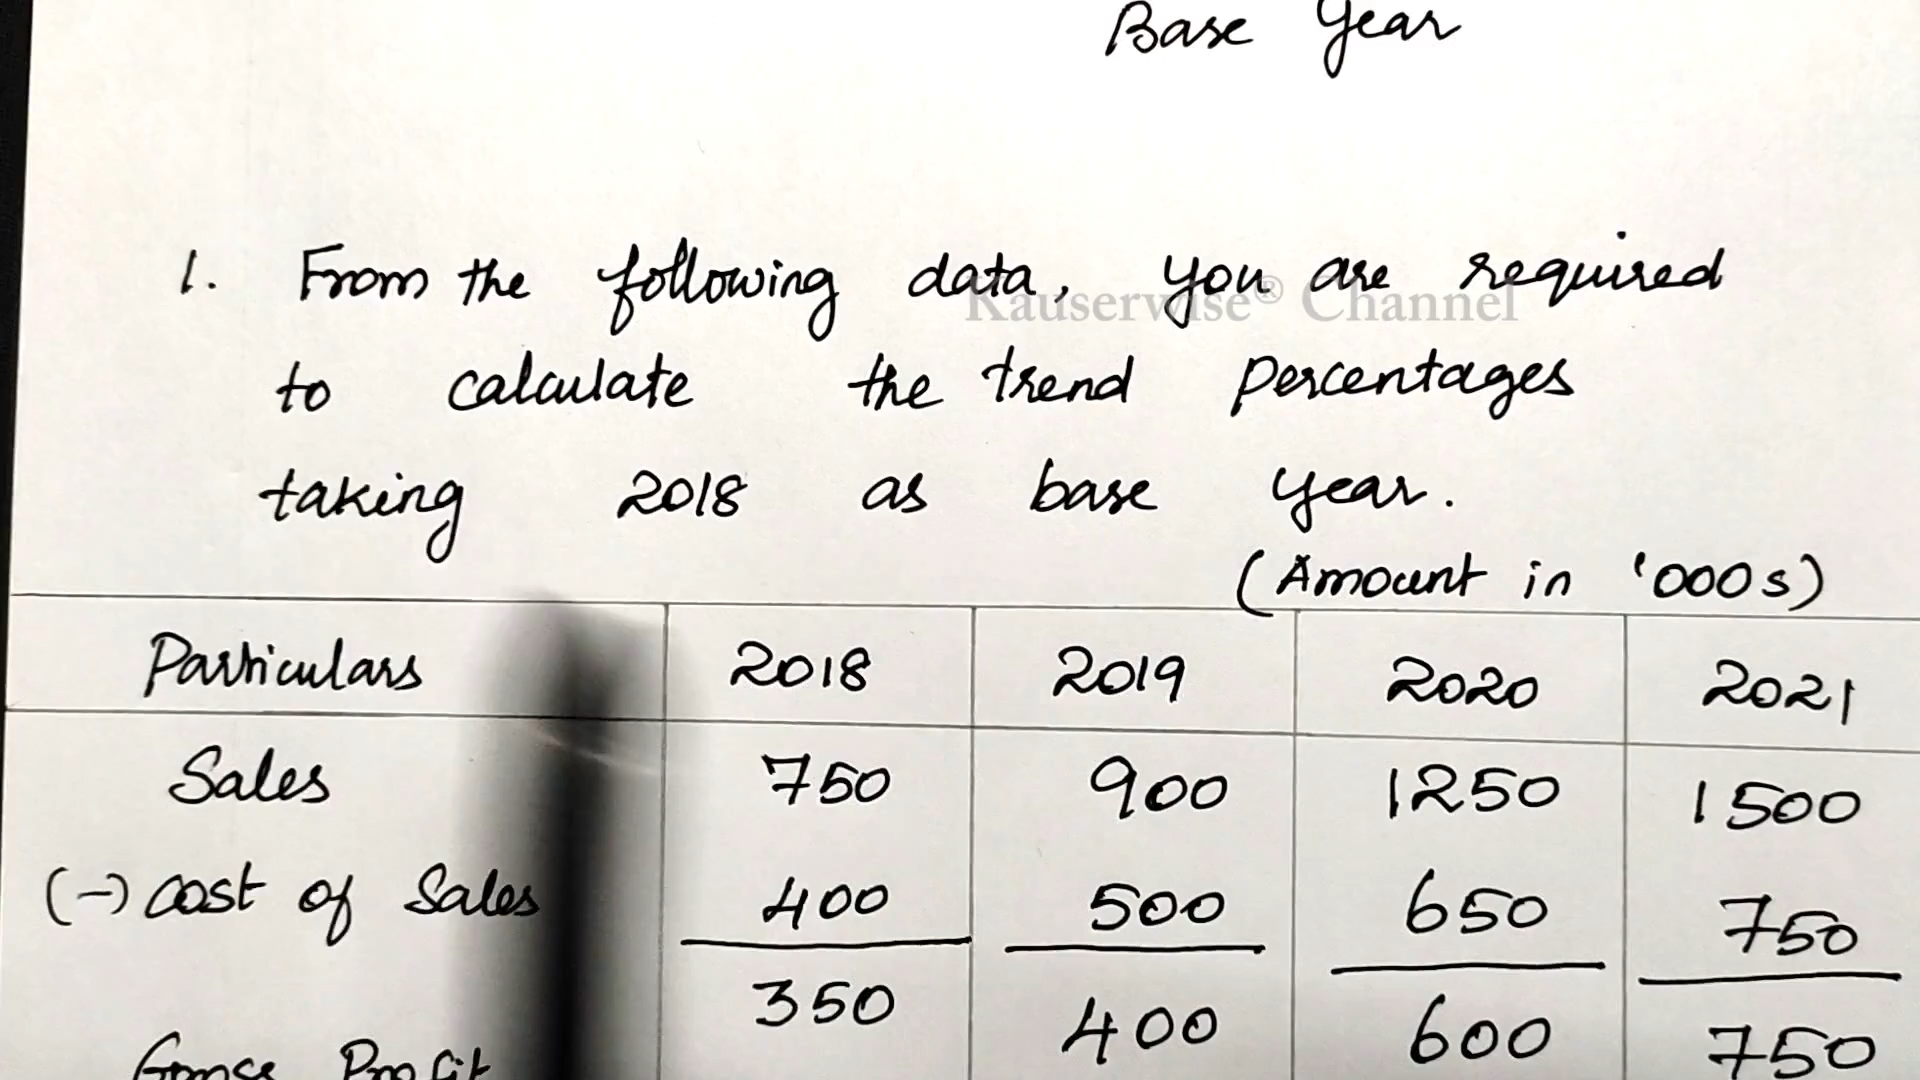 Base Year
1. From the following data, you are required
Kauserwise® Channel
to calculate the trend percentages
taking 2018 as base year.
(Amount in '000s)
Particulars 2018 2019 2020 2021
Sales 750 900 1250 1500
(-) cost of Sales 400 500 650 750
Gross Profit 350 400 600 750